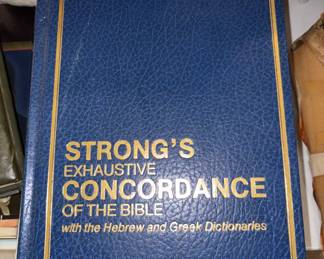 STRONG'S
EXHAUSTIVE
CONCORDANCE
OF THE BIBLE
with the Hebrew and Greek Dictionaries